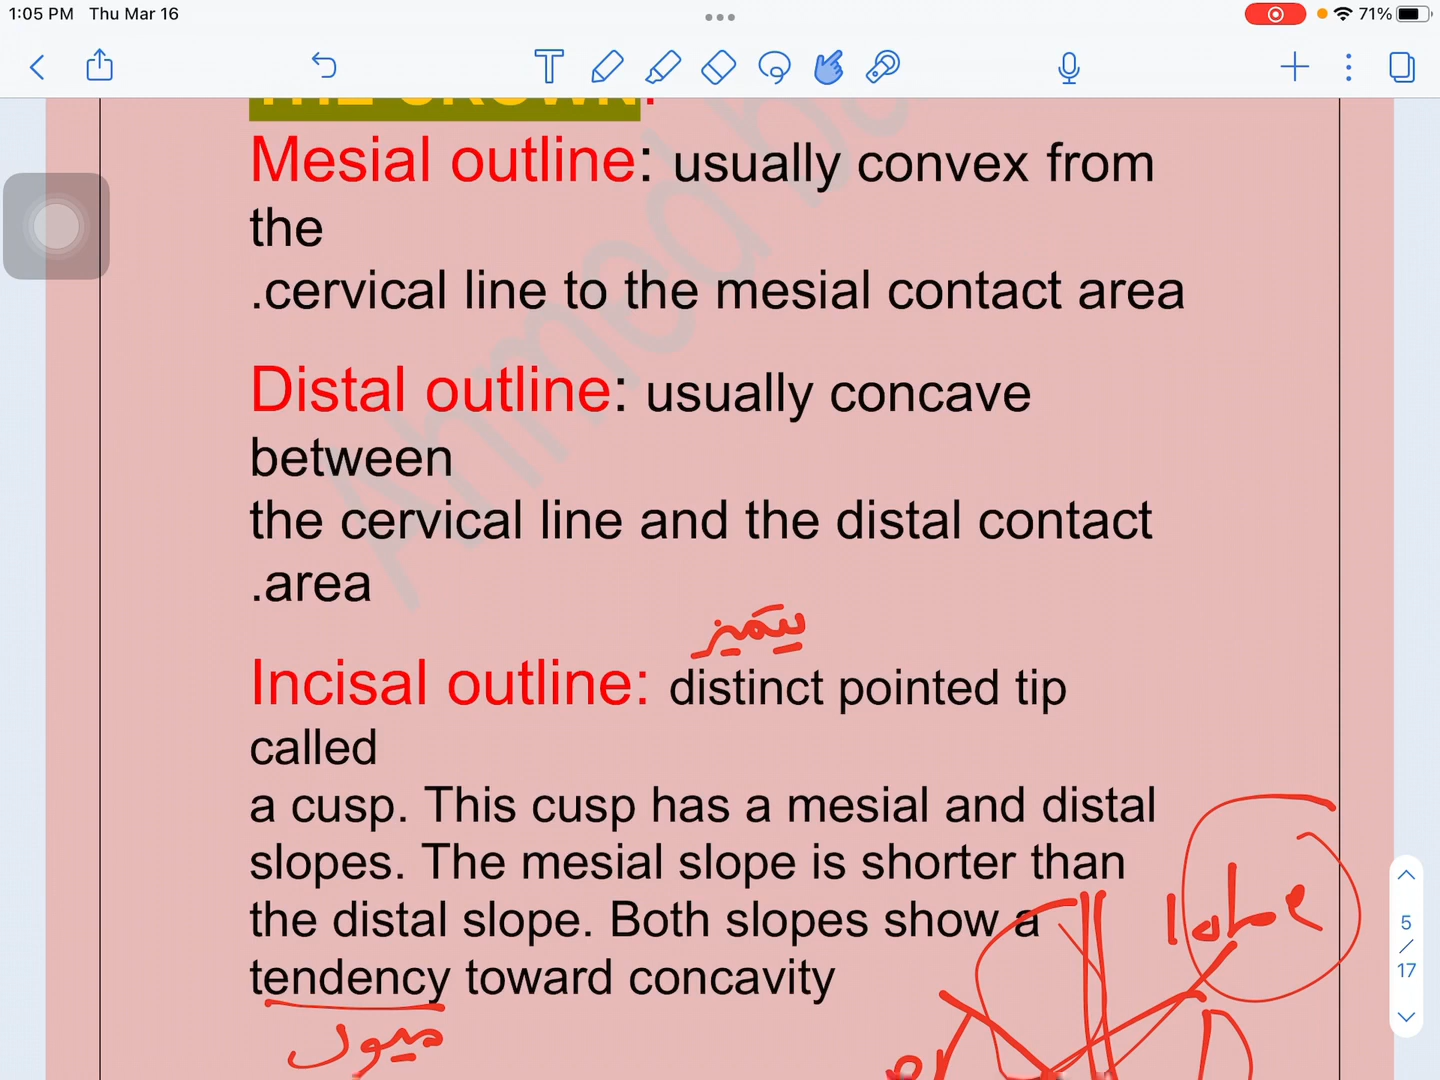 1:05 PM Thu Mar 16
71%
THE CROWN:
Mesial outline: usually convex from
the
.cervical line to the mesial contact area
Distal outline: usually concave
between
the cervical line and the distal contact
.area
Incisal outline: distinct pointed tip
called
a cusp. This cusp has a mesial and distal
slopes. The mesial slope is shorter than
the distal slope. Both slopes show a
tendency toward concavity
ميول
5
/
17